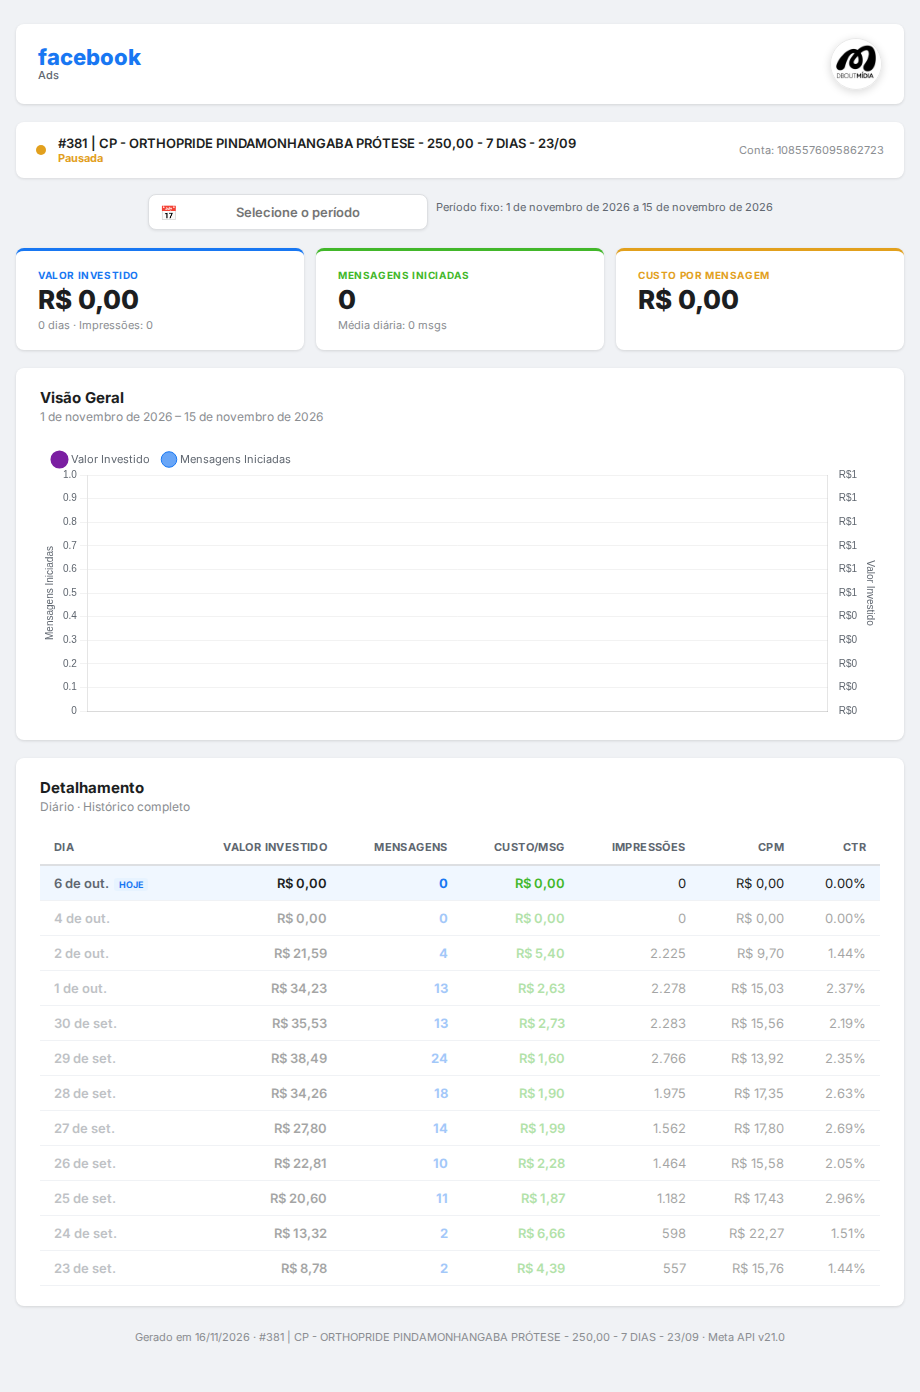 facebook
Ads
DBOUTMÍDIA
#381 | CP - ORTHOPRIDE PINDAMONHANGABA PRÓTESE - 250,00 - 7 DIAS - 23/09
Pausada
Conta: 1085576095862723
📅 Selecione o período
Período fixo: 1 de novembro de 2026 a 15 de novembro de 2026
VALOR INVESTIDO
R$ 0,00
0 dias · Impressões: 0
MENSAGENS INICIADAS
0
Média diária: 0 msgs
CUSTO POR MENSAGEM
R$ 0,00
Visão Geral
1 de novembro de 2026 – 15 de novembro de 2026
Valor Investido Mensagens Iniciadas
1.0 R$1
0.9 R$1
0.8 R$1
0.7 R$1
0.6 R$1
0.5 R$1
0.4 R$0
0.3 R$0
0.2 R$0
0.1 R$0
0 R$0
Mensagens Iniciadas
Valor Investido
Detalhamento
Diário · Histórico completo
DIA VALOR INVESTIDO MENSAGENS CUSTO/MSG IMPRESSÕES CPM CTR
6 de out. HOJE R$ 0,00 0 R$ 0,00 0 R$ 0,00 0.00%
4 de out. R$ 0,00 0 R$ 0,00 0 R$ 0,00 0.00%
2 de out. R$ 21,59 4 R$ 5,40 2.225 R$ 9,70 1.44%
1 de out. R$ 34,23 13 R$ 2,63 2.278 R$ 15,03 2.37%
30 de set. R$ 35,53 13 R$ 2,73 2.283 R$ 15,56 2.19%
29 de set. R$ 38,49 24 R$ 1,60 2.766 R$ 13,92 2.35%
28 de set. R$ 34,26 18 R$ 1,90 1.975 R$ 17,35 2.63%
27 de set. R$ 27,80 14 R$ 1,99 1.562 R$ 17,80 2.69%
26 de set. R$ 22,81 10 R$ 2,28 1.464 R$ 15,58 2.05%
25 de set. R$ 20,60 11 R$ 1,87 1.182 R$ 17,43 2.96%
24 de set. R$ 13,32 2 R$ 6,66 598 R$ 22,27 1.51%
23 de set. R$ 8,78 2 R$ 4,39 557 R$ 15,76 1.44%
Gerado em 16/11/2026 · #381 | CP - ORTHOPRIDE PINDAMONHANGABA PRÓTESE - 250,00 - 7 DIAS - 23/09 · Meta API v21.0